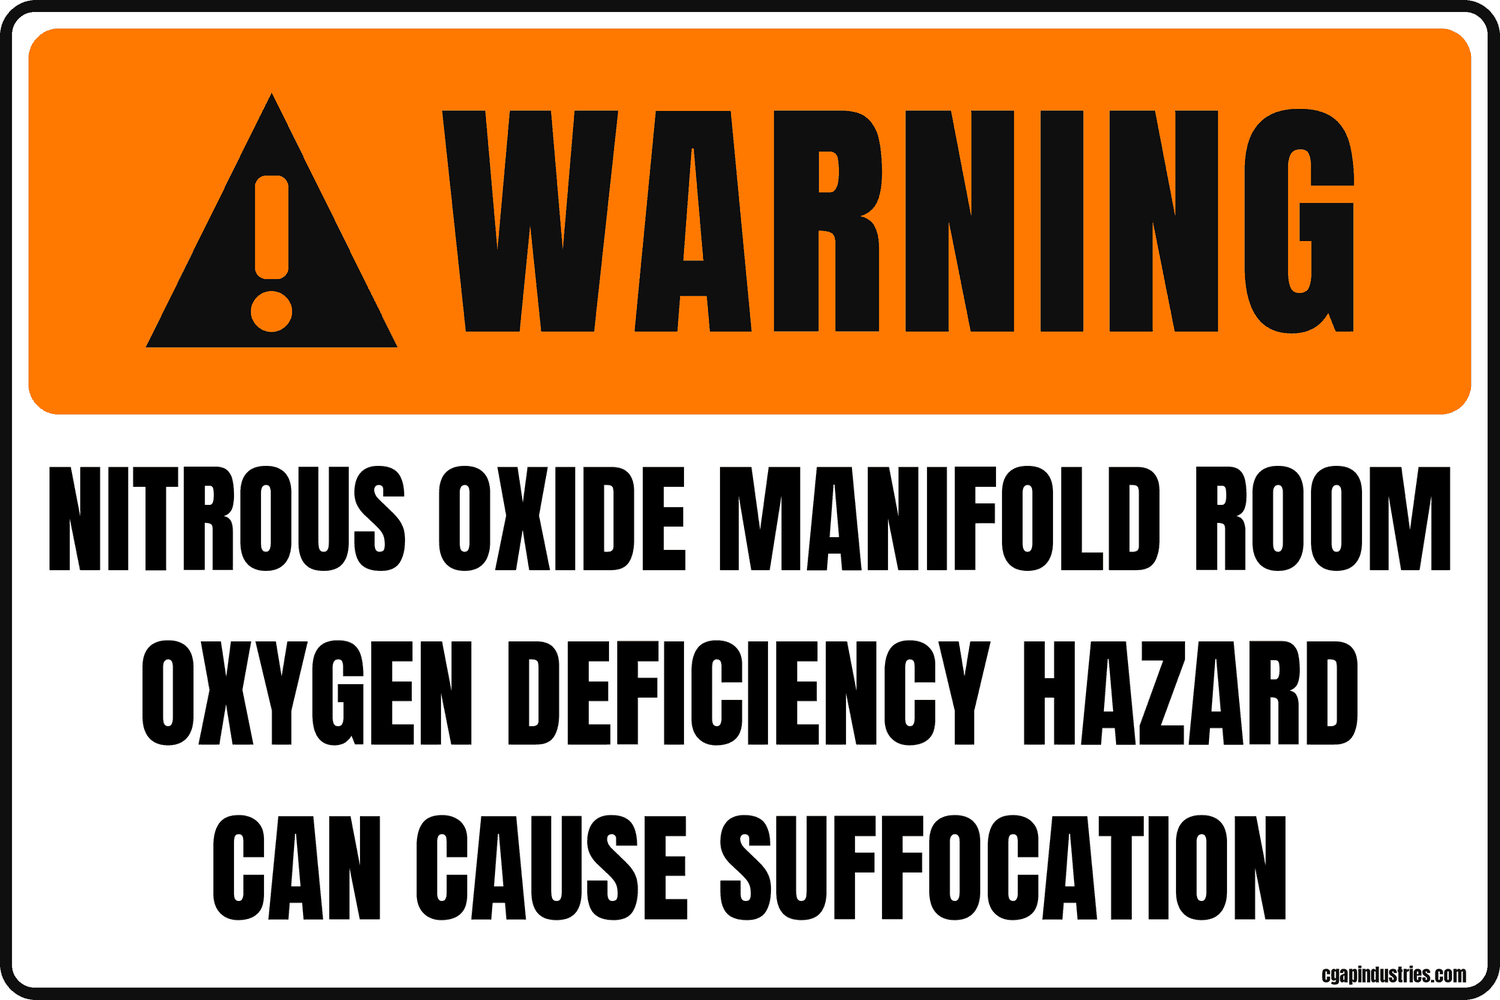 WARNING
NITROUS OXIDE MANIFOLD ROOM
OXYGEN DEFICIENCY HAZARD
CAN CAUSE SUFFOCATION
cgapindustries.com